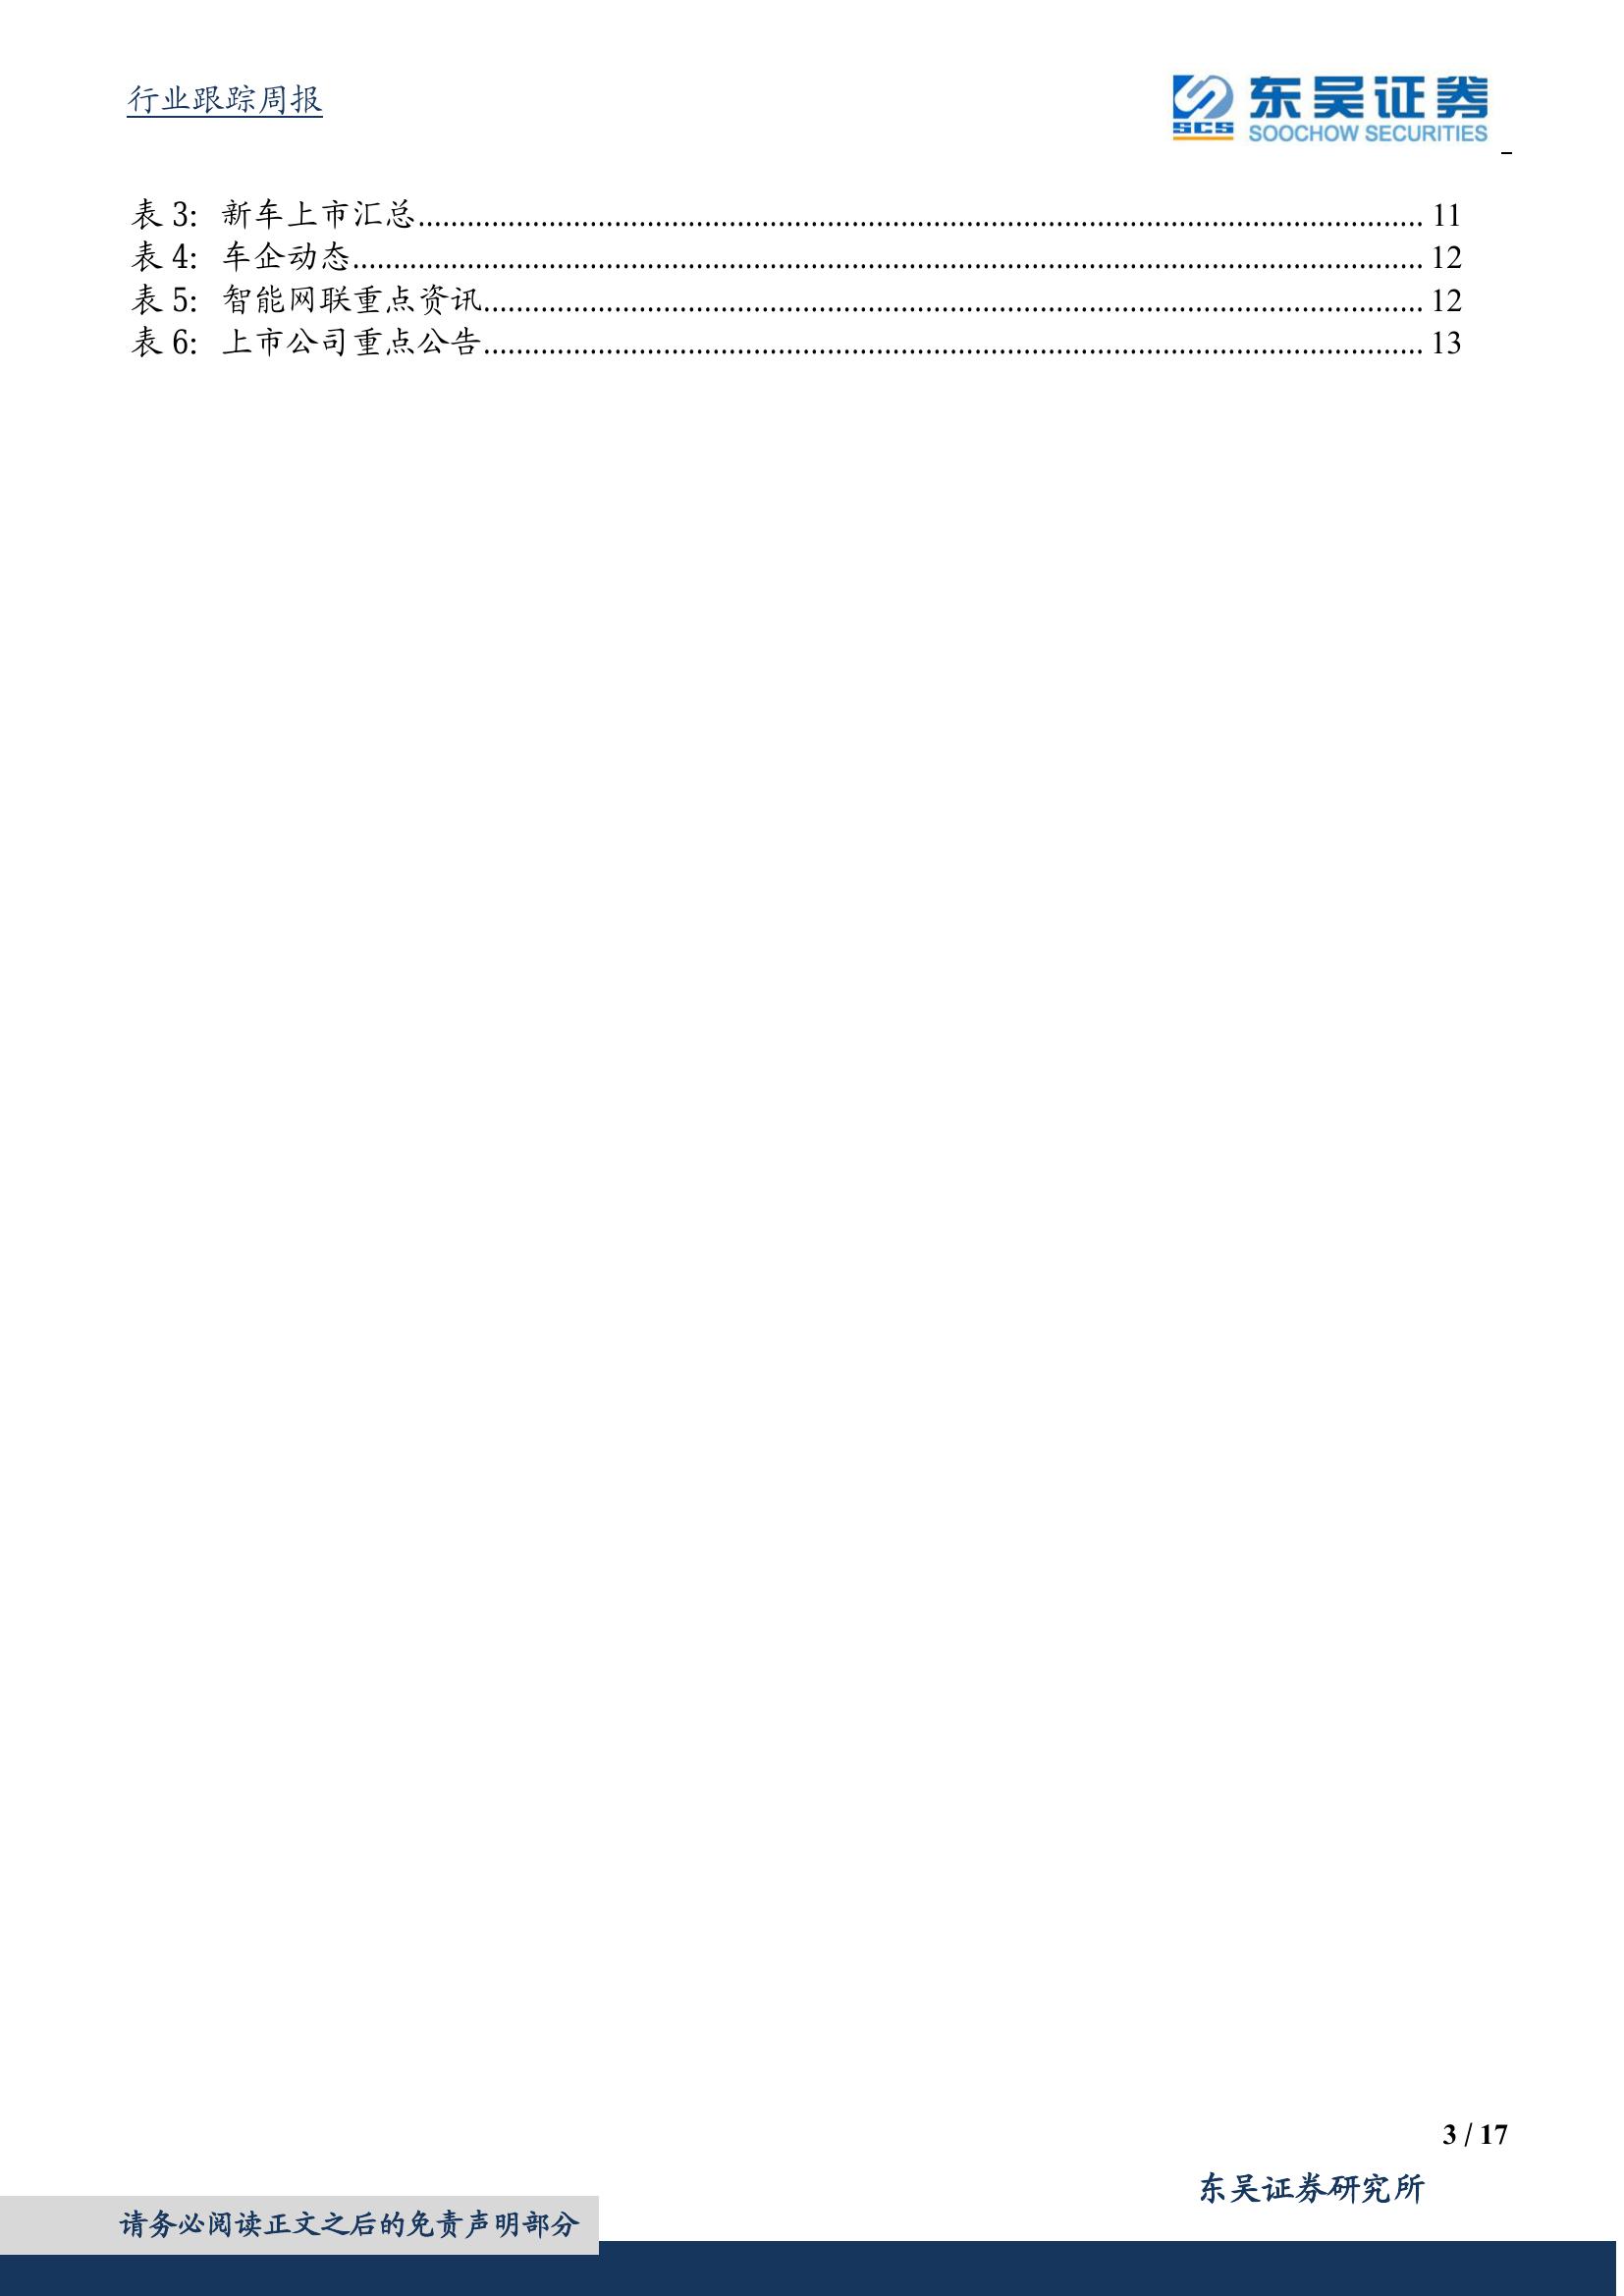 行业跟踪周报
东吴证券
SCS
SOOCHOW SECURITIES
表 3: 新车上市汇总........................................................................................................................... 11
表 4: 车企动态................................................................................................................................... 12
表 5: 智能网联重点资讯................................................................................................................... 12
表 6: 上市公司重点公告................................................................................................................... 13
3 / 17
东吴证券研究所
请务必阅读正文之后的免责声明部分